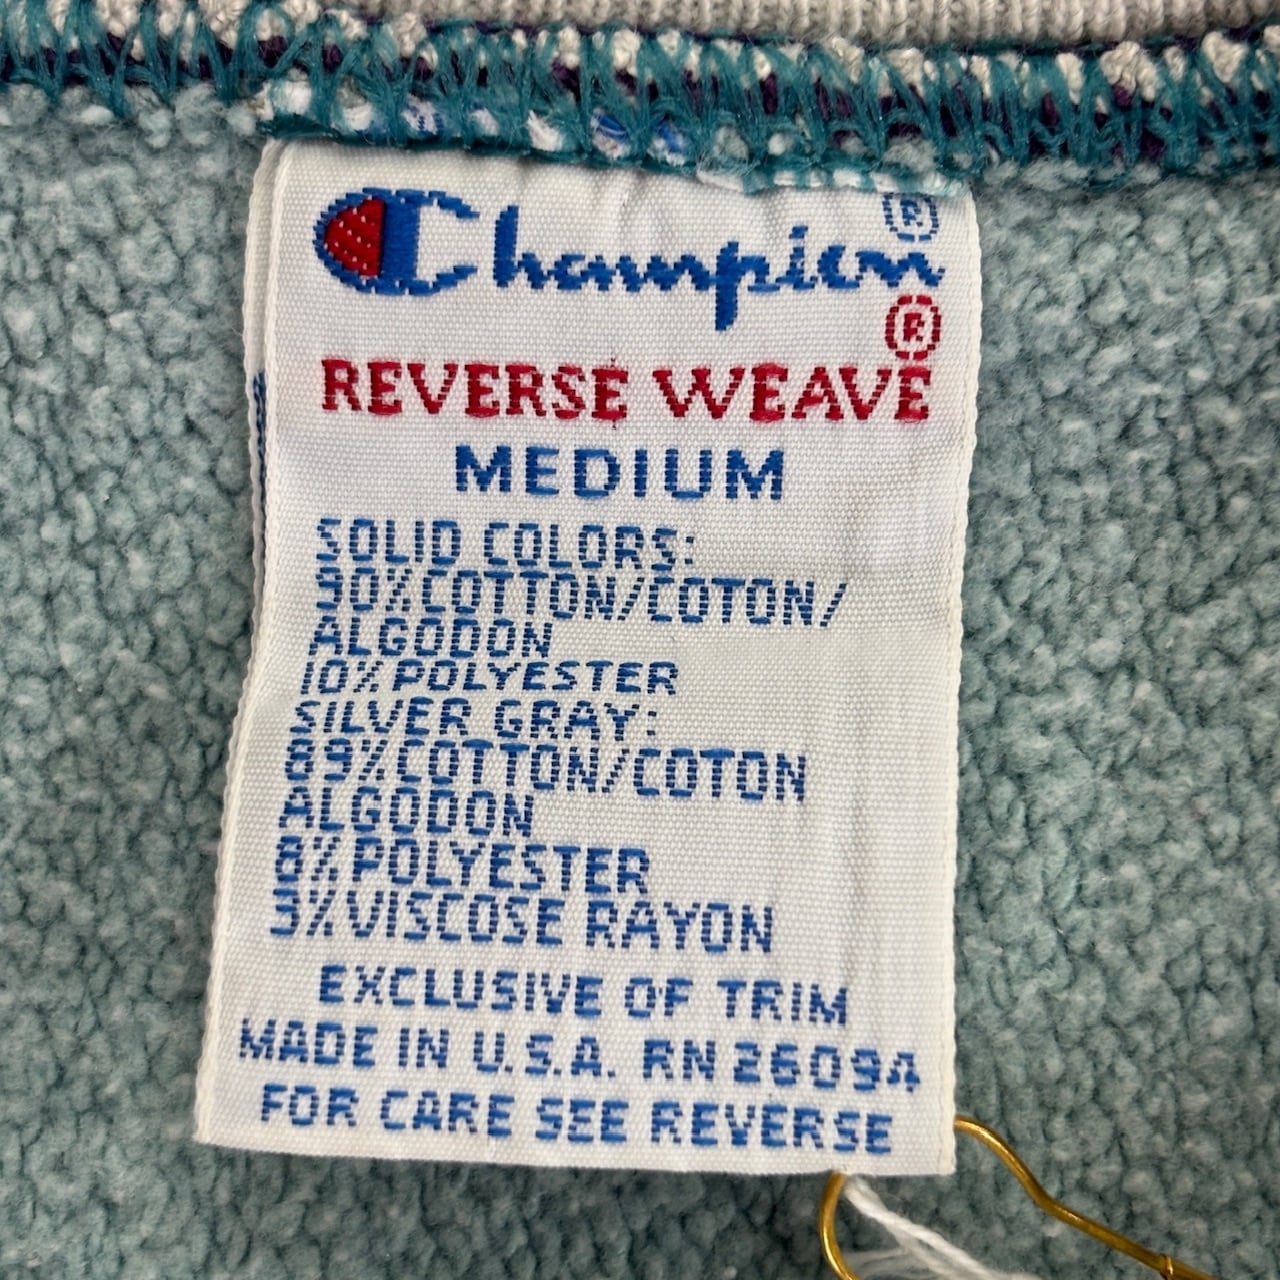 Champion®
REVERSE WEAVE®
MEDIUM
SOLID COLORS:
90%COTTON/COTON/
ALGODON
10%POLYESTER
SILVER GRAY:
89%COTTON/COTON
ALGODON
8%POLYESTER
3%VISCOSE RAYON
EXCLUSIVE OF TRIM
MADE IN U.S.A. RN 26094
FOR CARE SEE REVERSE